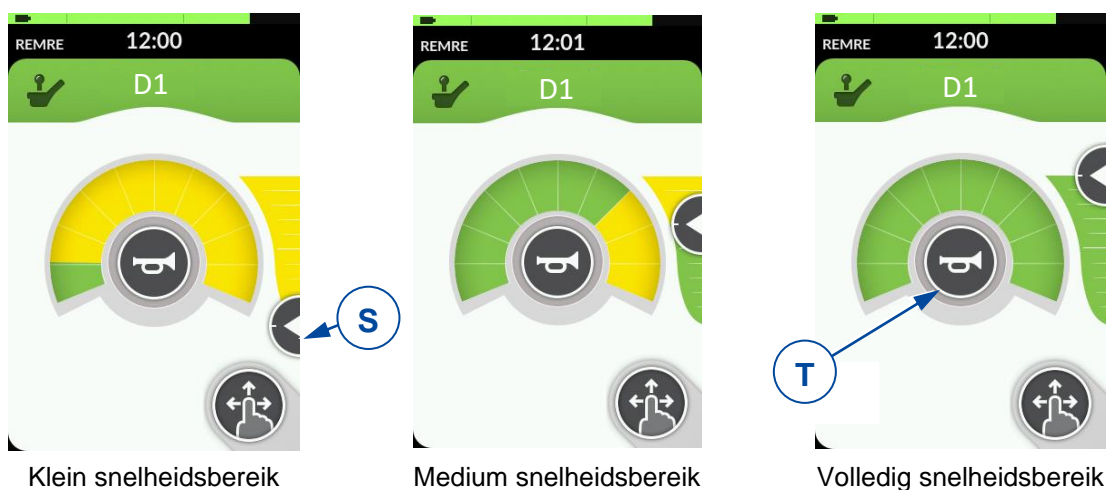 REMRE 12:00
D1
S
Klein snelheidsbereik
REMRE 12:01
D1
Medium snelheidsbereik
REMRE 12:00
D1
T
Volledig snelheidsbereik